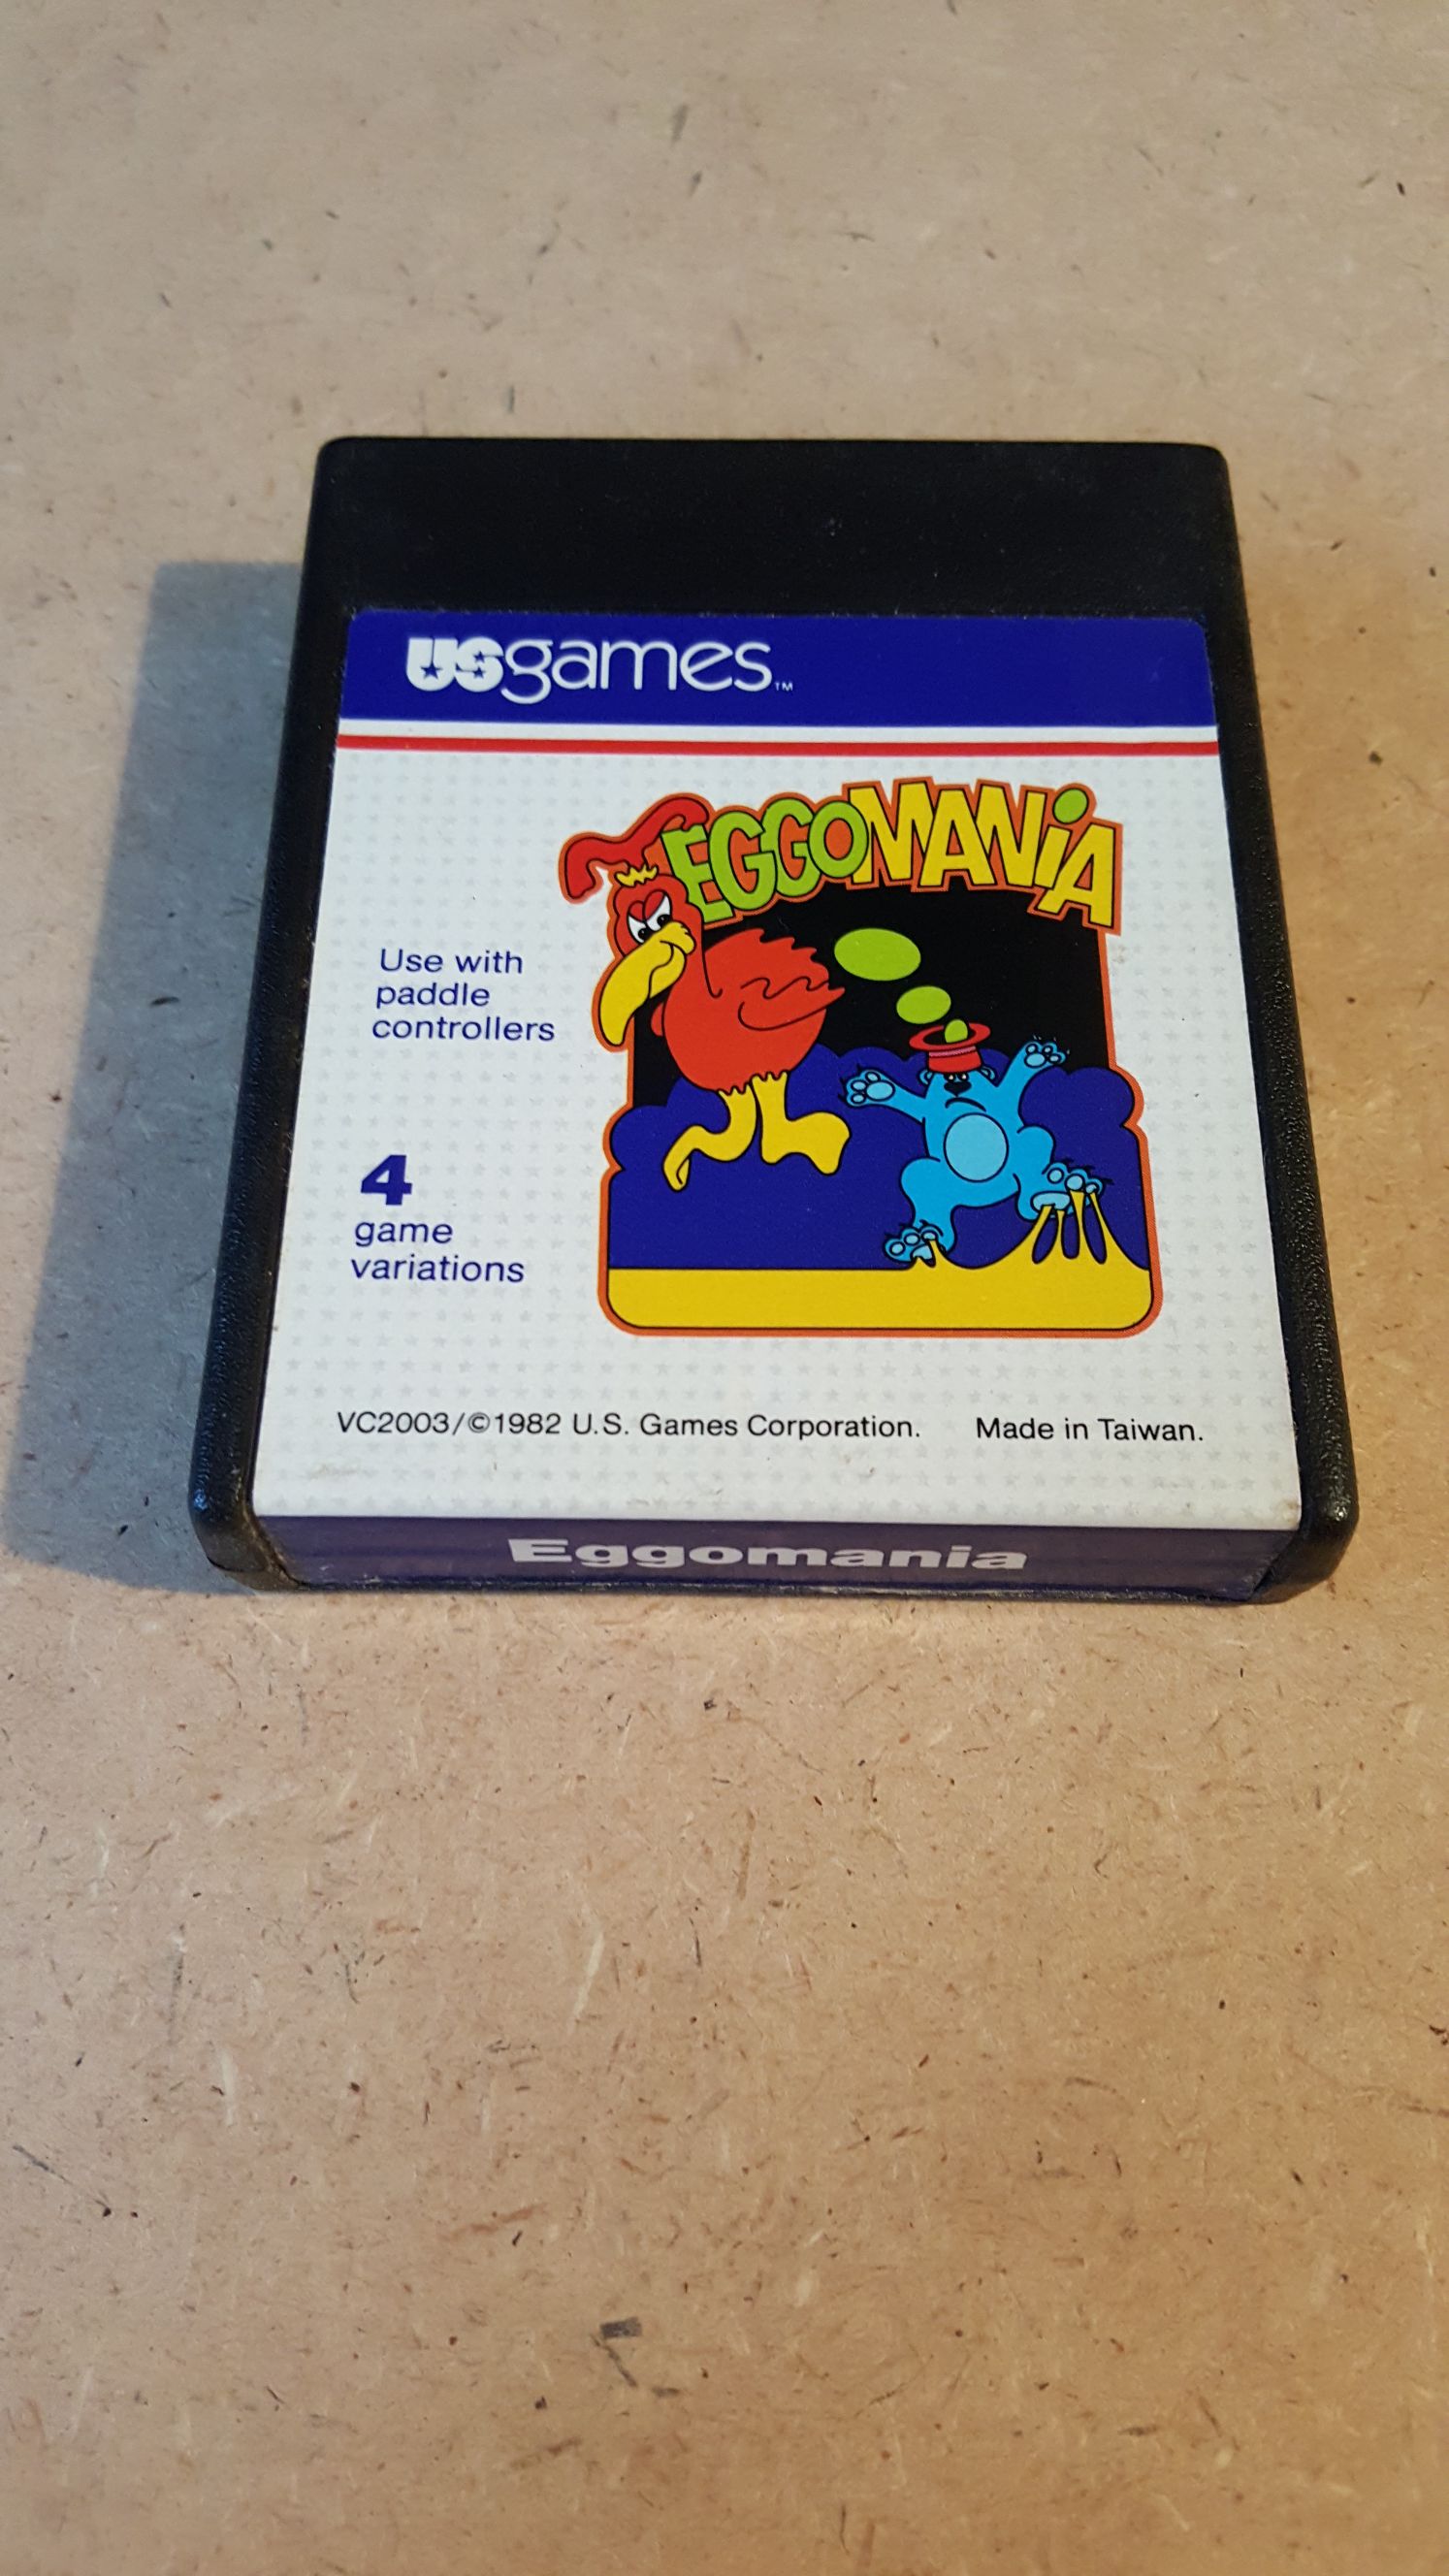 usgames™
EGGOMANiA
Use with
paddle
controllers
4
game
variations
VC2003/©1982 U.S. Games Corporation. Made in Taiwan.
Eggomania